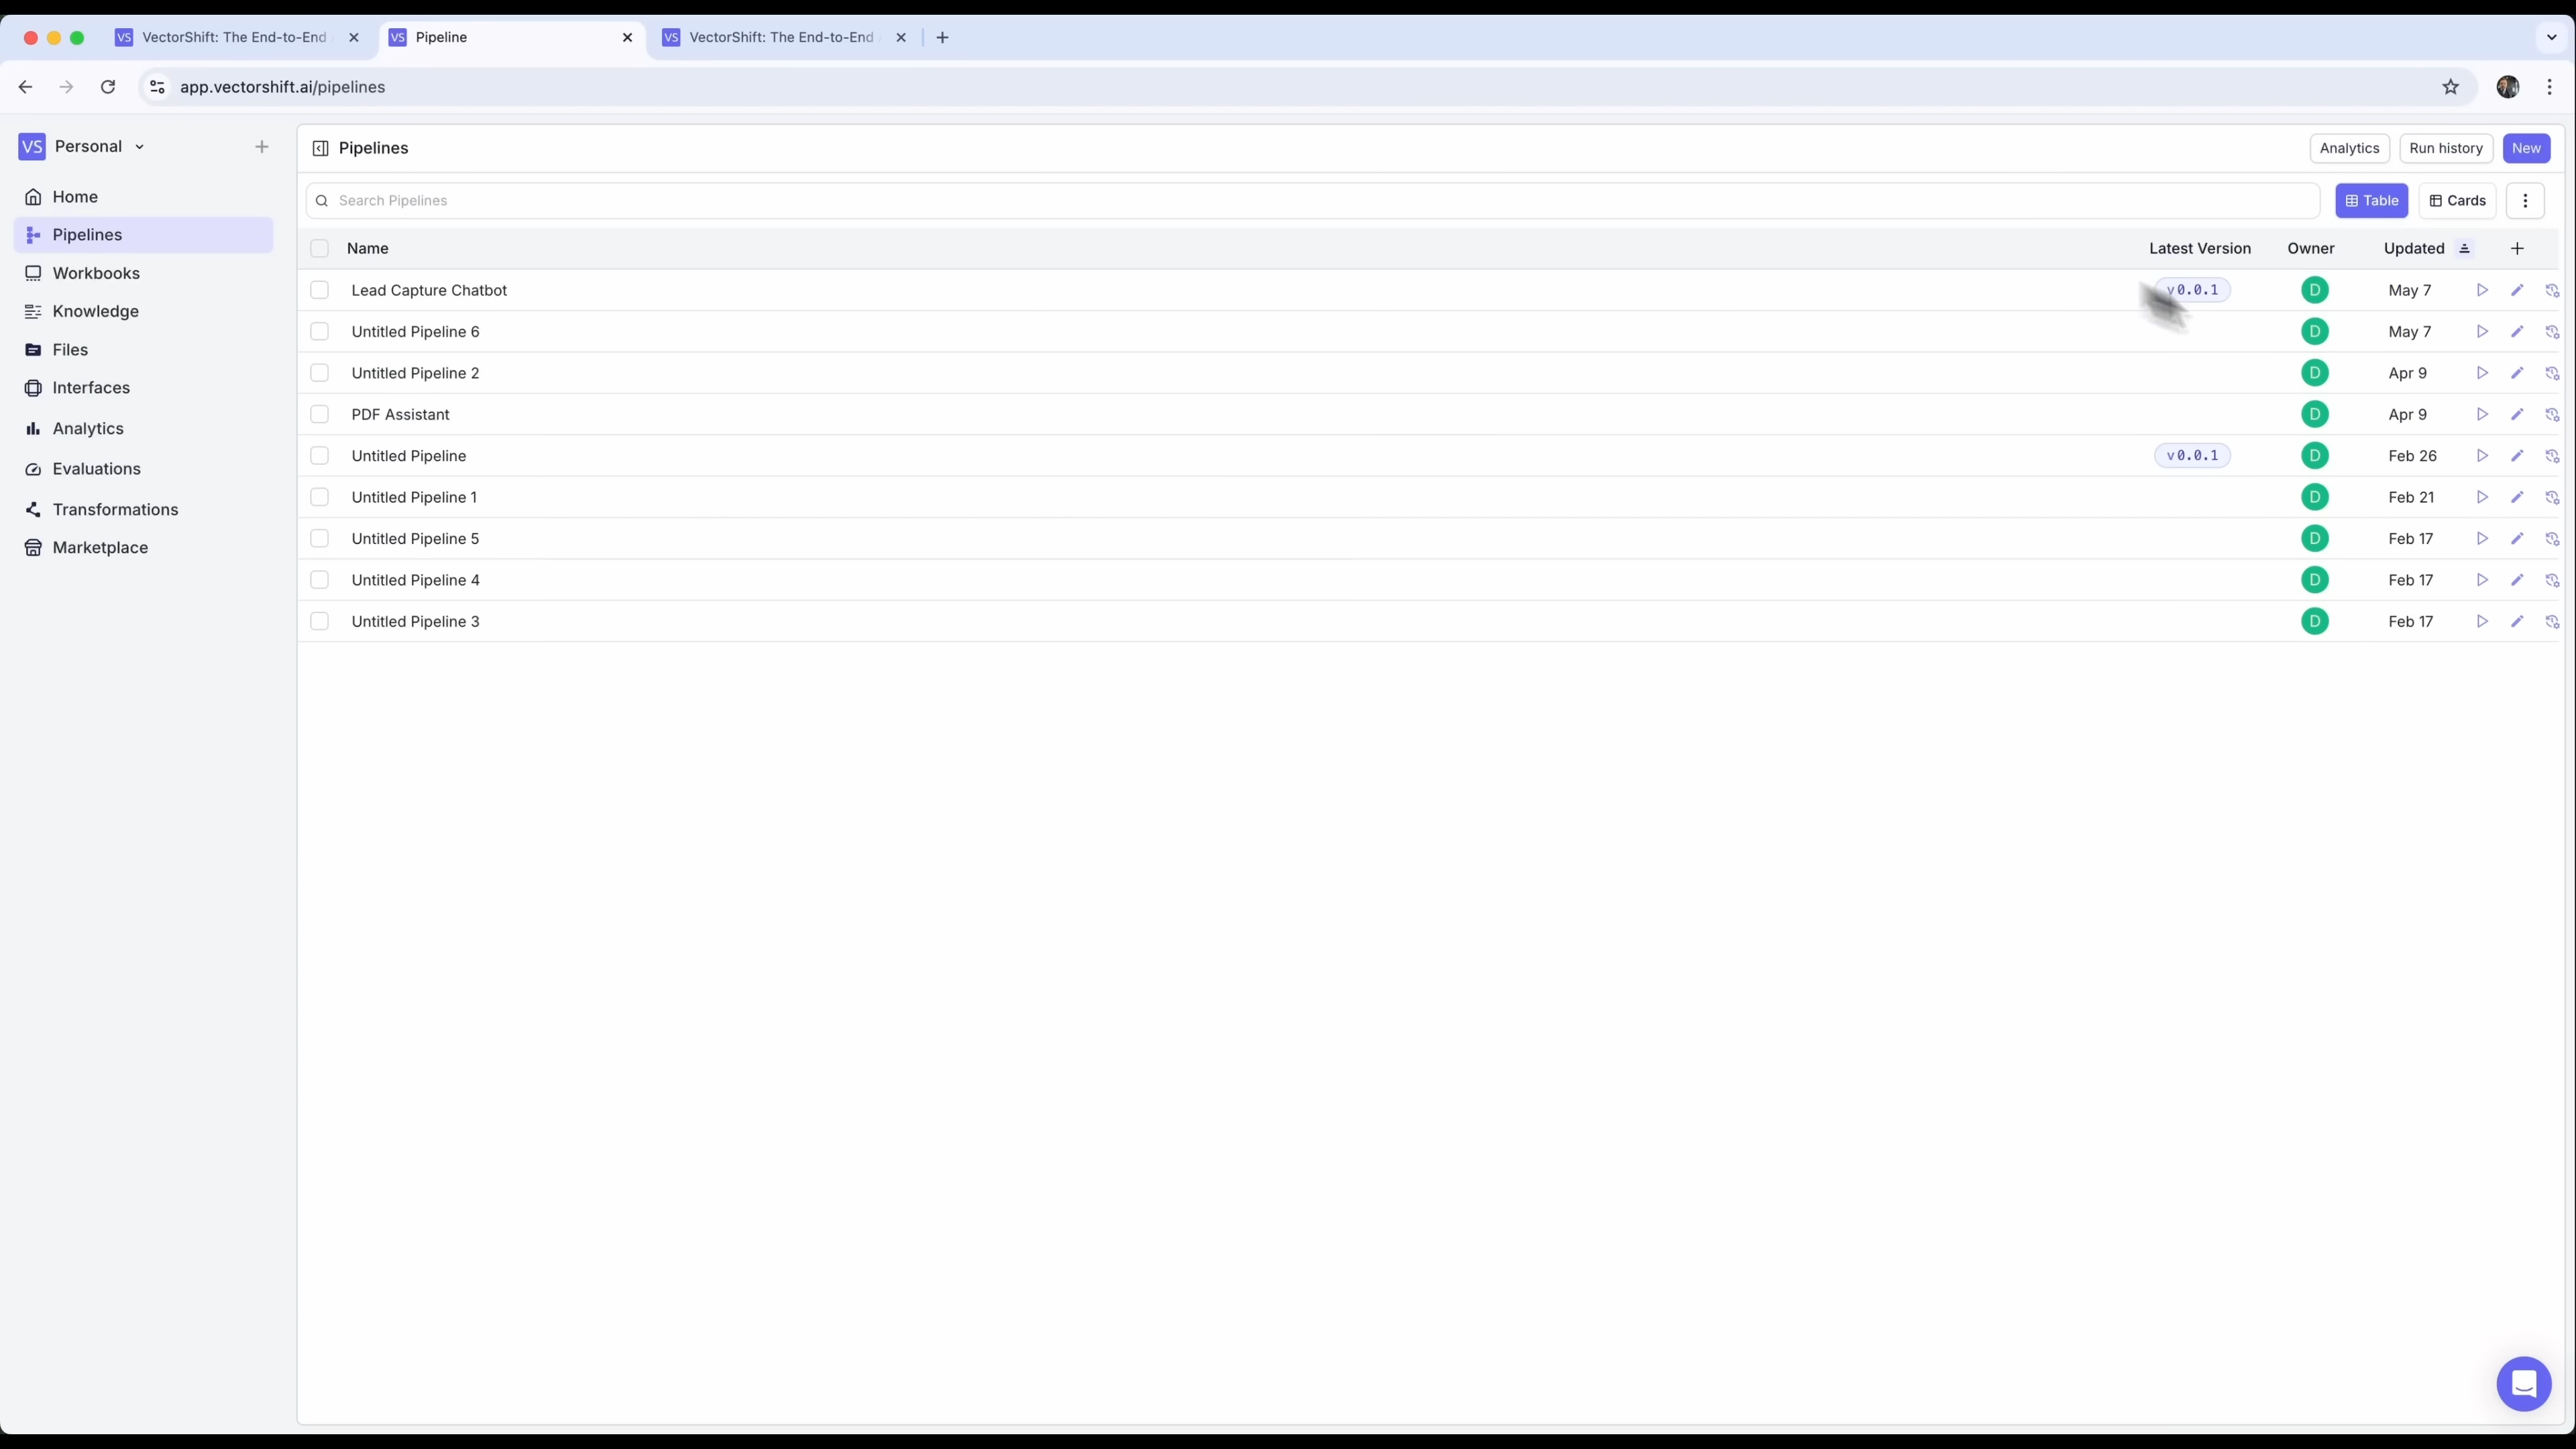 VS VectorShift: The End-to-End
VS Pipeline
VS VectorShift: The End-to-End
app.vectorshift.ai/pipelines
VS Personal
Home
Pipelines
Workbooks
Knowledge
Files
Interfaces
Analytics
Evaluations
Transformations
Marketplace
Pipelines
Analytics Run history New
Search Pipelines
Table Cards
Name Latest Version Owner Updated
Lead Capture Chatbot v0.0.1 D May 7
Untitled Pipeline 6 D May 7
Untitled Pipeline 2 D Apr 9
PDF Assistant D Apr 9
Untitled Pipeline v0.0.1 D Feb 26
Untitled Pipeline 1 D Feb 21
Untitled Pipeline 5 D Feb 17
Untitled Pipeline 4 D Feb 17
Untitled Pipeline 3 D Feb 17